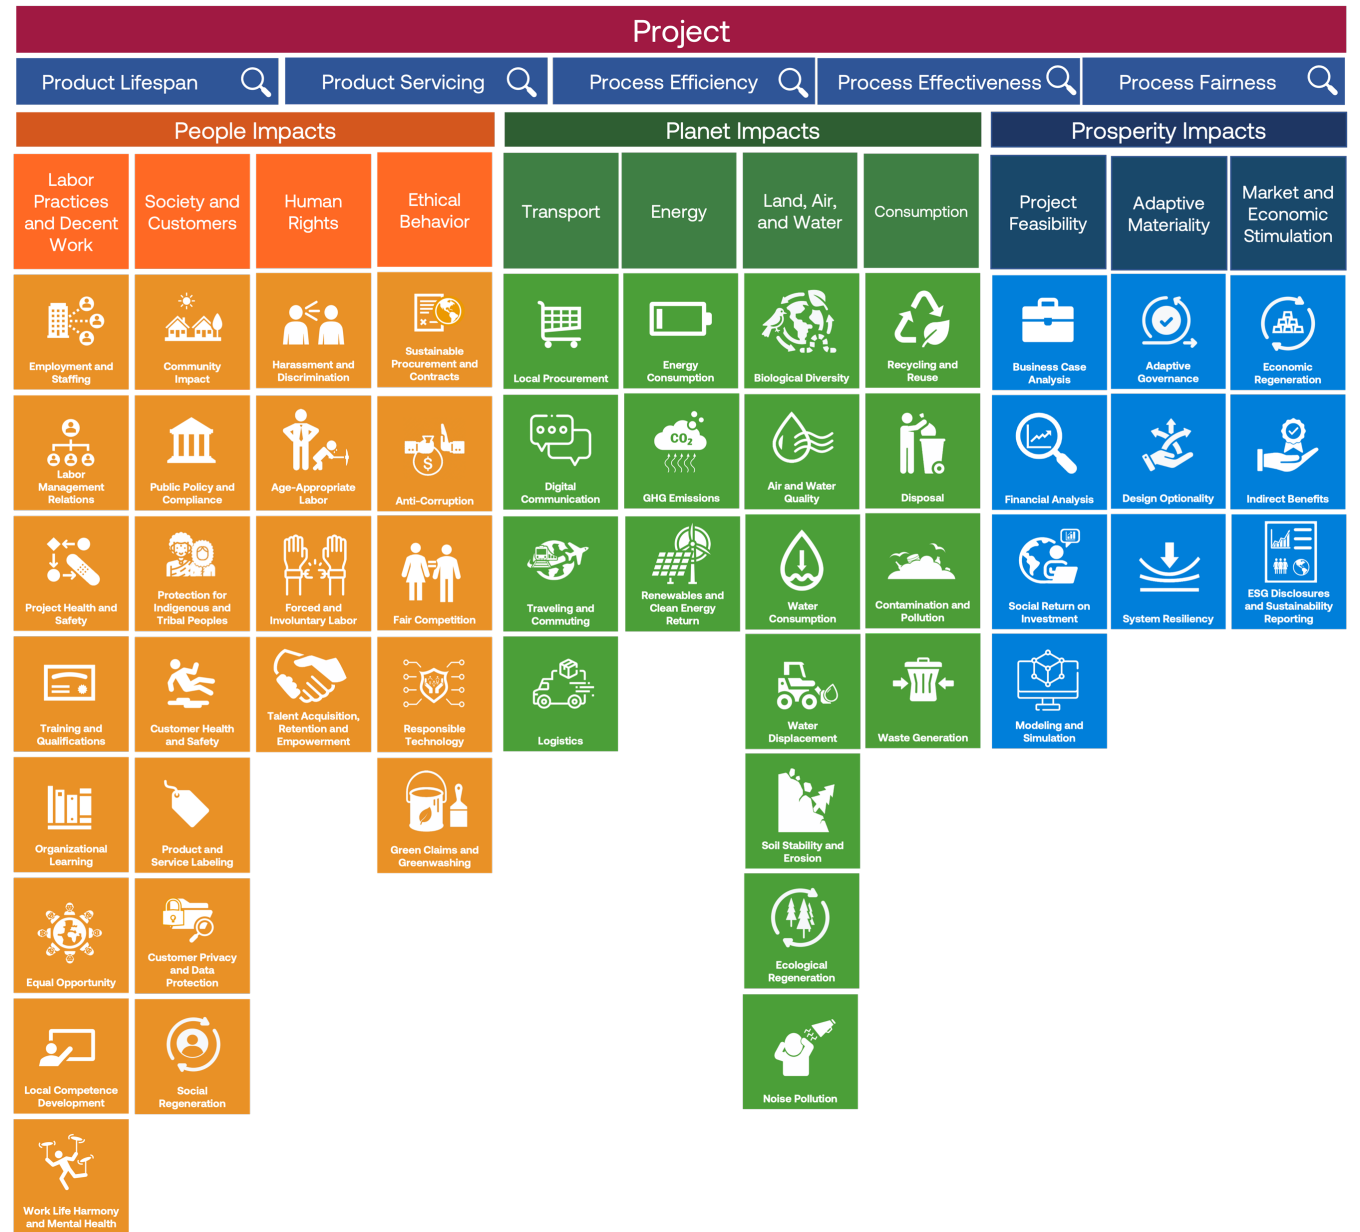 Project
Product Lifespan
Product Servicing
Process Efficiency
Process Effectiveness
Process Fairness
People Impacts
Planet Impacts
Prosperity Impacts
Labor
Practices
and Decent
Work
Society and
Customers
Human
Rights
Ethical
Behavior
Transport
Energy
Land, Air,
and Water
Consumption
Project
Feasibility
Adaptive
Materiality
Market and
Economic
Stimulation
Employment and
Staffing
Community
Impact
Harassment and
Discrimination
Sustainable
Procurement and
Contracts
Local Procurement
Energy
Consumption
Biological Diversity
Recycling and
Reuse
Business Case
Analysis
Adaptive
Governance
Economic
Regeneration
Labor
Management
Relations
Public Policy and
Compliance
Age-Appropriate
Labor
$
Anti-Corruption
Digital
Communication
CO₂
GHG Emissions
Air and Water
Quality
Disposal
Financial Analysis
Design Optionality
Indirect Benefits
Project Health and
Safety
Protection for
Indigenous and
Tribal Peoples
Forced and
Involuntary Labor
Fair Competition
Traveling and
Commuting
Renewables and
Clean Energy
Return
Water
Consumption
Contamination and
Pollution
Social Return on
Investment
System Resiliency
ESG Disclosures
and Sustainability
Reporting
Training and
Qualifications
Customer Health
and Safety
Talent Acquisition,
Retention and
Empowerment
Responsible
Technology
Logistics
Water
Displacement
Waste Generation
Modeling and
Simulation
Organizational
Learning
Product and
Service Labeling
Green Claims and
Greenwashing
Soil Stability and
Erosion
Equal Opportunity
Customer Privacy
and Data
Protection
Ecological
Regeneration
Local Competence
Development
Social
Regeneration
Noise Pollution
Work Life Harmony
and Mental Health